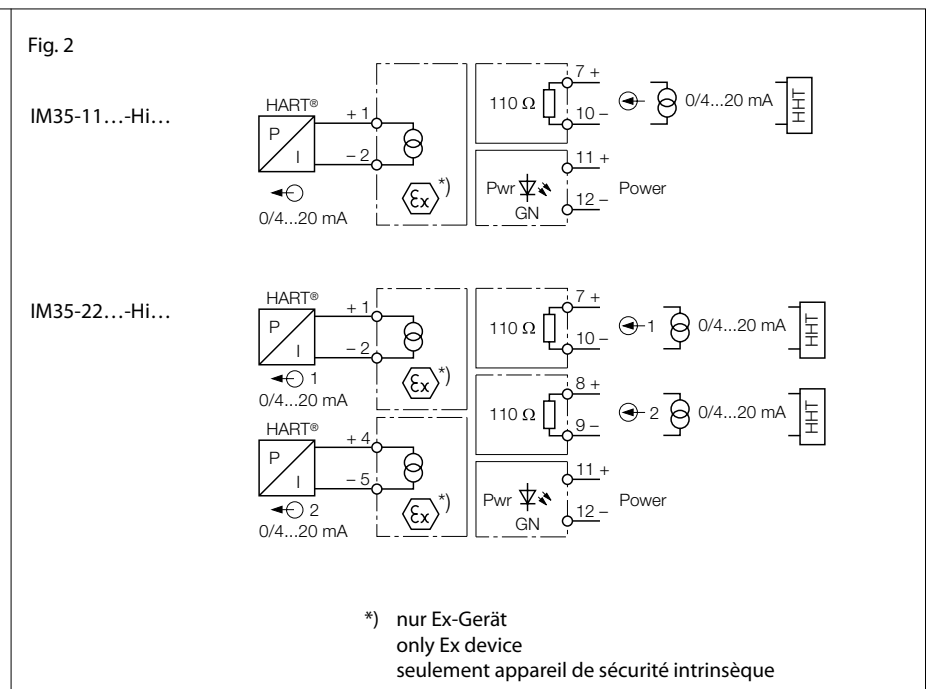 Fig. 2
IM35-11…-Hi…
HART®
P
I
0/4...20 mA
+ 1
– 2
Ex *)
110 Ω
7 +
10 –
0/4...20 mA
HHT
Pwr
GN
11 +
12 –
Power
IM35-22…-Hi…
HART®
P
I
1
0/4...20 mA
+ 1
– 2
Ex *)
110 Ω
7 +
10 –
1
0/4...20 mA
HHT
HART®
P
I
2
0/4...20 mA
+ 4
– 5
Ex *)
110 Ω
8 +
9 –
2
0/4...20 mA
HHT
Pwr
GN
11 +
12 –
Power
*) nur Ex-Gerät
only Ex device
seulement appareil de sécurité intrinsèque